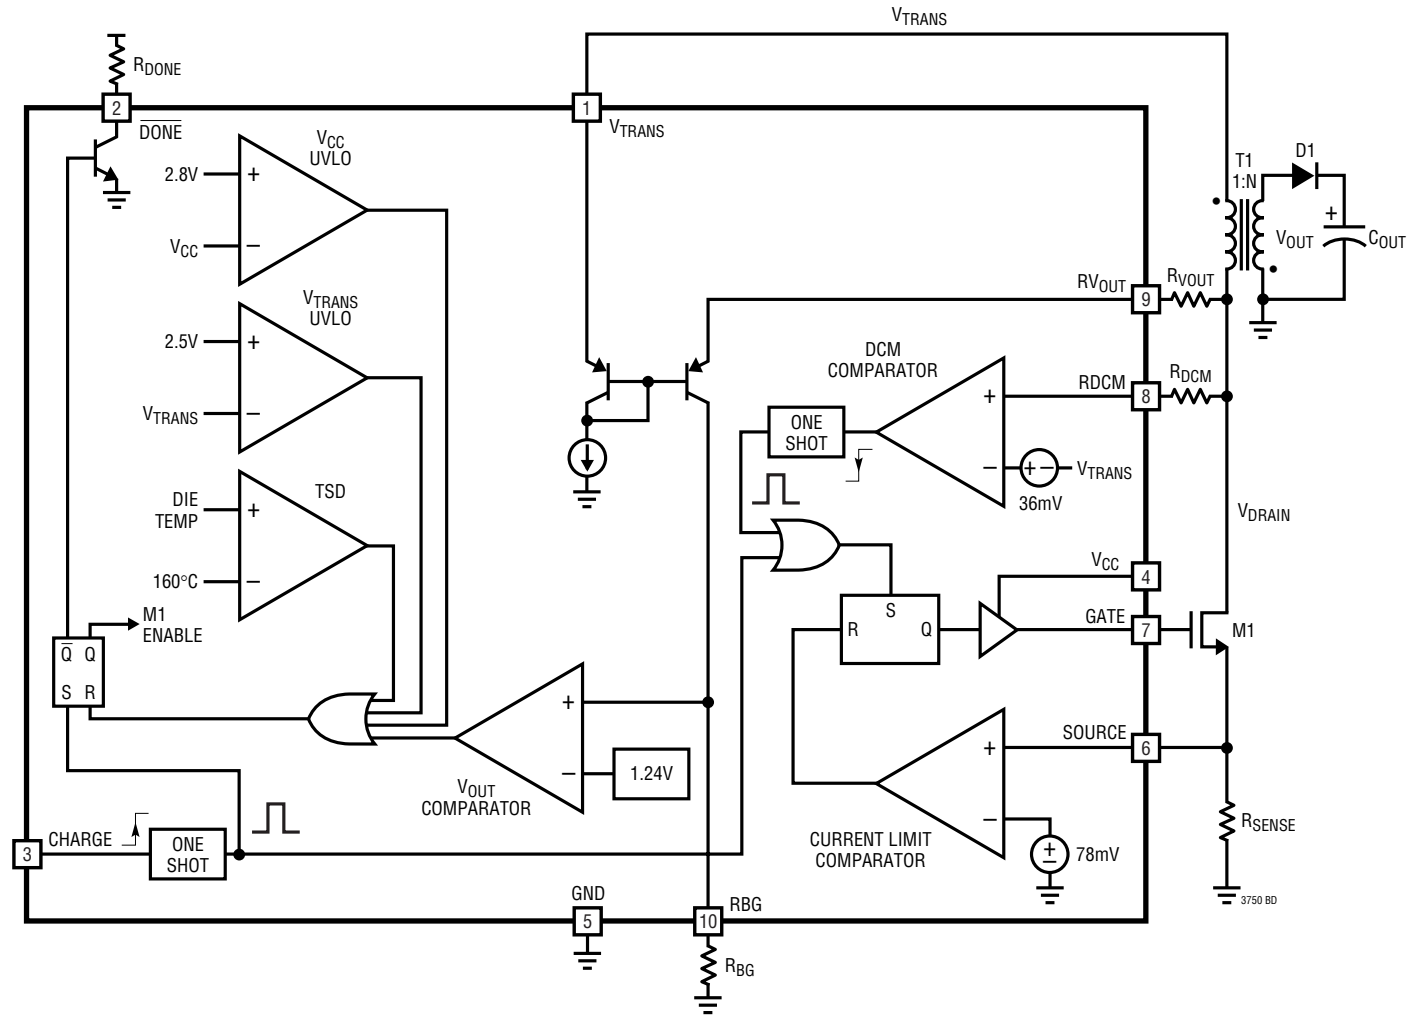 VTRANS
RDONE
2
DONE
1
VTRANS
VCC
UVLO
2.8V
+
VCC
–
T1
1:N
D1
+
VOUT
COUT
VTRANS
UVLO
2.5V
+
VTRANS
–
RVOUT
9
RVOUT
DCM
COMPARATOR
RDCM
8
RDCM
+
–
+ –
VTRANS
36mV
ONE
SHOT
TSD
DIE
TEMP
+
160°C
–
VDRAIN
VCC
4
GATE
7
M1
M1
ENABLE
Q Q
S R
S
R Q
+
–
1.24V
VOUT
COMPARATOR
SOURCE
6
+
–
+
–
78mV
CURRENT LIMIT
COMPARATOR
RSENSE
3
CHARGE
ONE
SHOT
GND
5
RBG
10
RBG
3750 BD